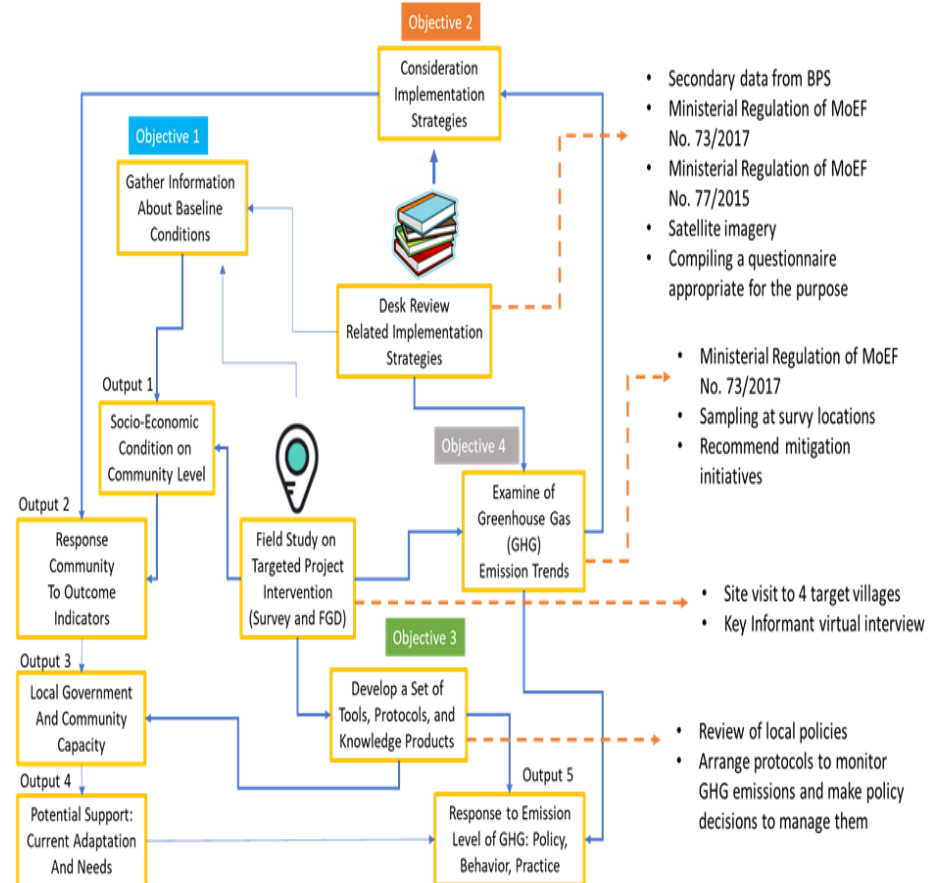 Objective 2
Consideration
Implementation
Strategies
Objective 1
Gather Information
About Baseline
Conditions
Desk Review
Related Implementation
Strategies
Output 1
Socio-Economic
Condition on
Community Level
Objective 4
Examine of
Greenhouse Gas
(GHG)
Emission Trends
Output 2
Response
Community
To Outcome
Indicators
Field Study on
Targeted Project
Intervention
(Survey and FGD)
Objective 3
Develop a Set of
Tools, Protocols, and
Knowledge Products
Output 3
Local Government
And Community
Capacity
Output 4
Potential Support:
Current Adaptation
And Needs
Output 5
Response to Emission
Level of GHG: Policy,
Behavior, Practice
• Secondary data from BPS
• Ministerial Regulation of MoEF
No. 73/2017
• Ministerial Regulation of MoEF
No. 77/2015
• Satellite imagery
• Compiling a questionnaire
appropriate for the purpose
• Ministerial Regulation of MoEF
No. 73/2017
• Sampling at survy locations
• Recommend mitigation
initiatives
• Site visit to 4 target villages
• Key Informant virtual interview
• Review of local policies
• Arrange protocols to monitor
GHG emissions and make policy
decisions to manage them